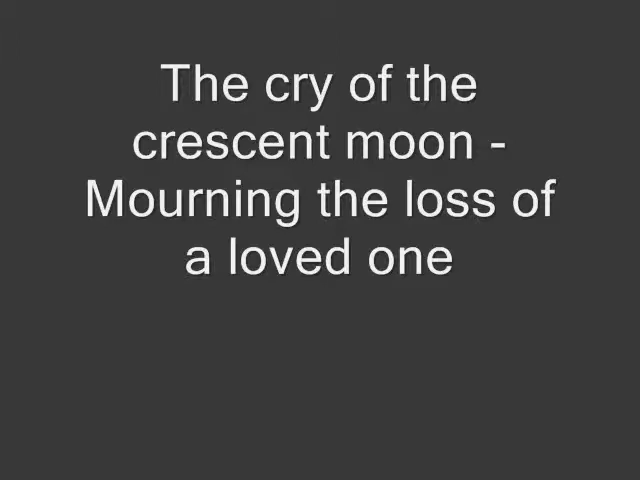 The cry of the
crescent moon -
Mourning the loss of
a loved one